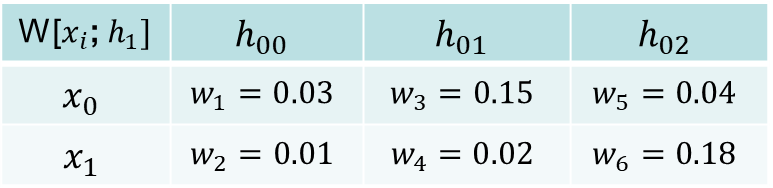 W[xᵢ; h₁] h₀₀ h₀₁ h₀₂
x₀ w₁ = 0.03 w₃ = 0.15 w₅ = 0.04
x₁ w₂ = 0.01 w₄ = 0.02 w₆ = 0.18